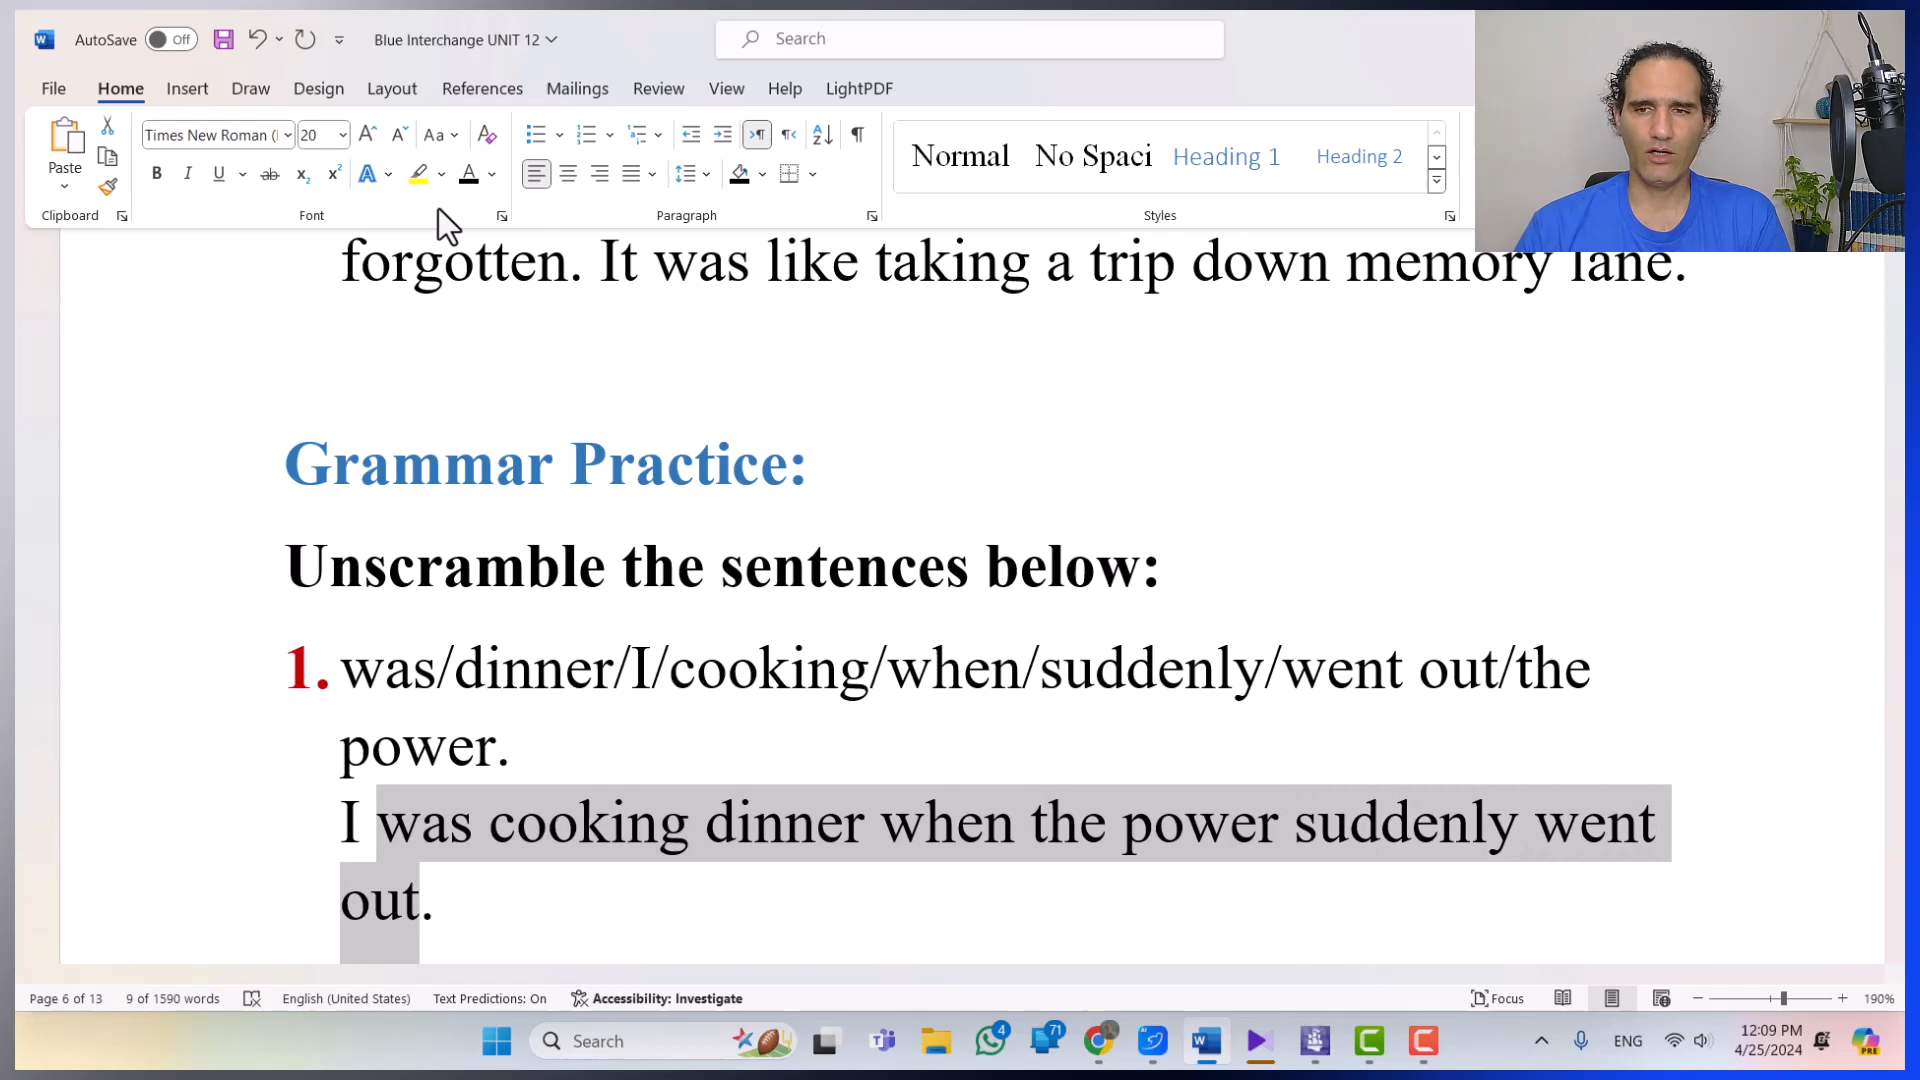 AutoSave Off Blue Interchange UNIT 12 Search
File Home Insert Draw Design Layout References Mailings Review View Help LightPDF
Paste Times New Roman ( 20 Aa
Normal No Spaci Heading 1 Heading 2
Clipboard Font Paragraph Styles
forgotten. It was like taking a trip down memory lane.
Grammar Practice:
Unscramble the sentences below:
1. was/dinner/I/cooking/when/suddenly/went out/the
power.
I was cooking dinner when the power suddenly went
out.
Page 6 of 13 9 of 1590 words English (United States) Text Predictions: On Accessibility: Investigate Focus 190%
Search 4 71 ENG 12:09 PM
4/25/2024 PRE